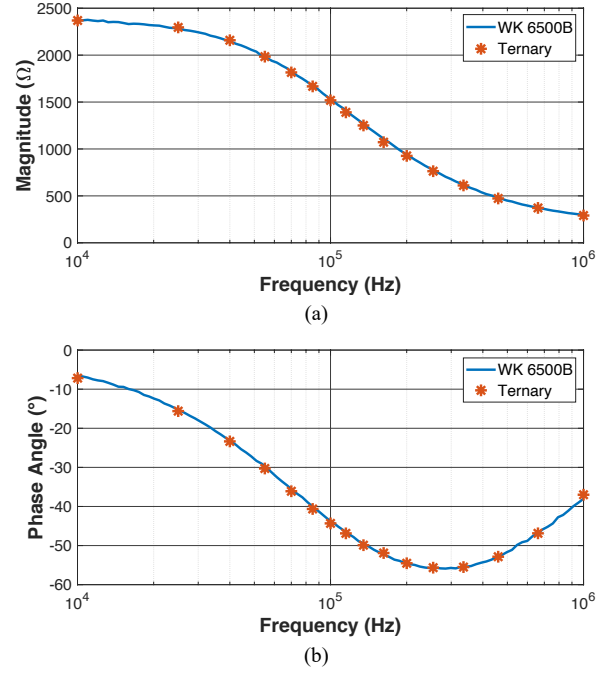 2500
2000
1500
1000
500
0
Magnitude (Ω)
WK 6500B
Ternary
10^4
10^5
10^6
Frequency (Hz)
(a)
0
-10
-20
-30
-40
-50
-60
Phase Angle (°)
WK 6500B
Ternary
10^4
10^5
10^6
Frequency (Hz)
(b)